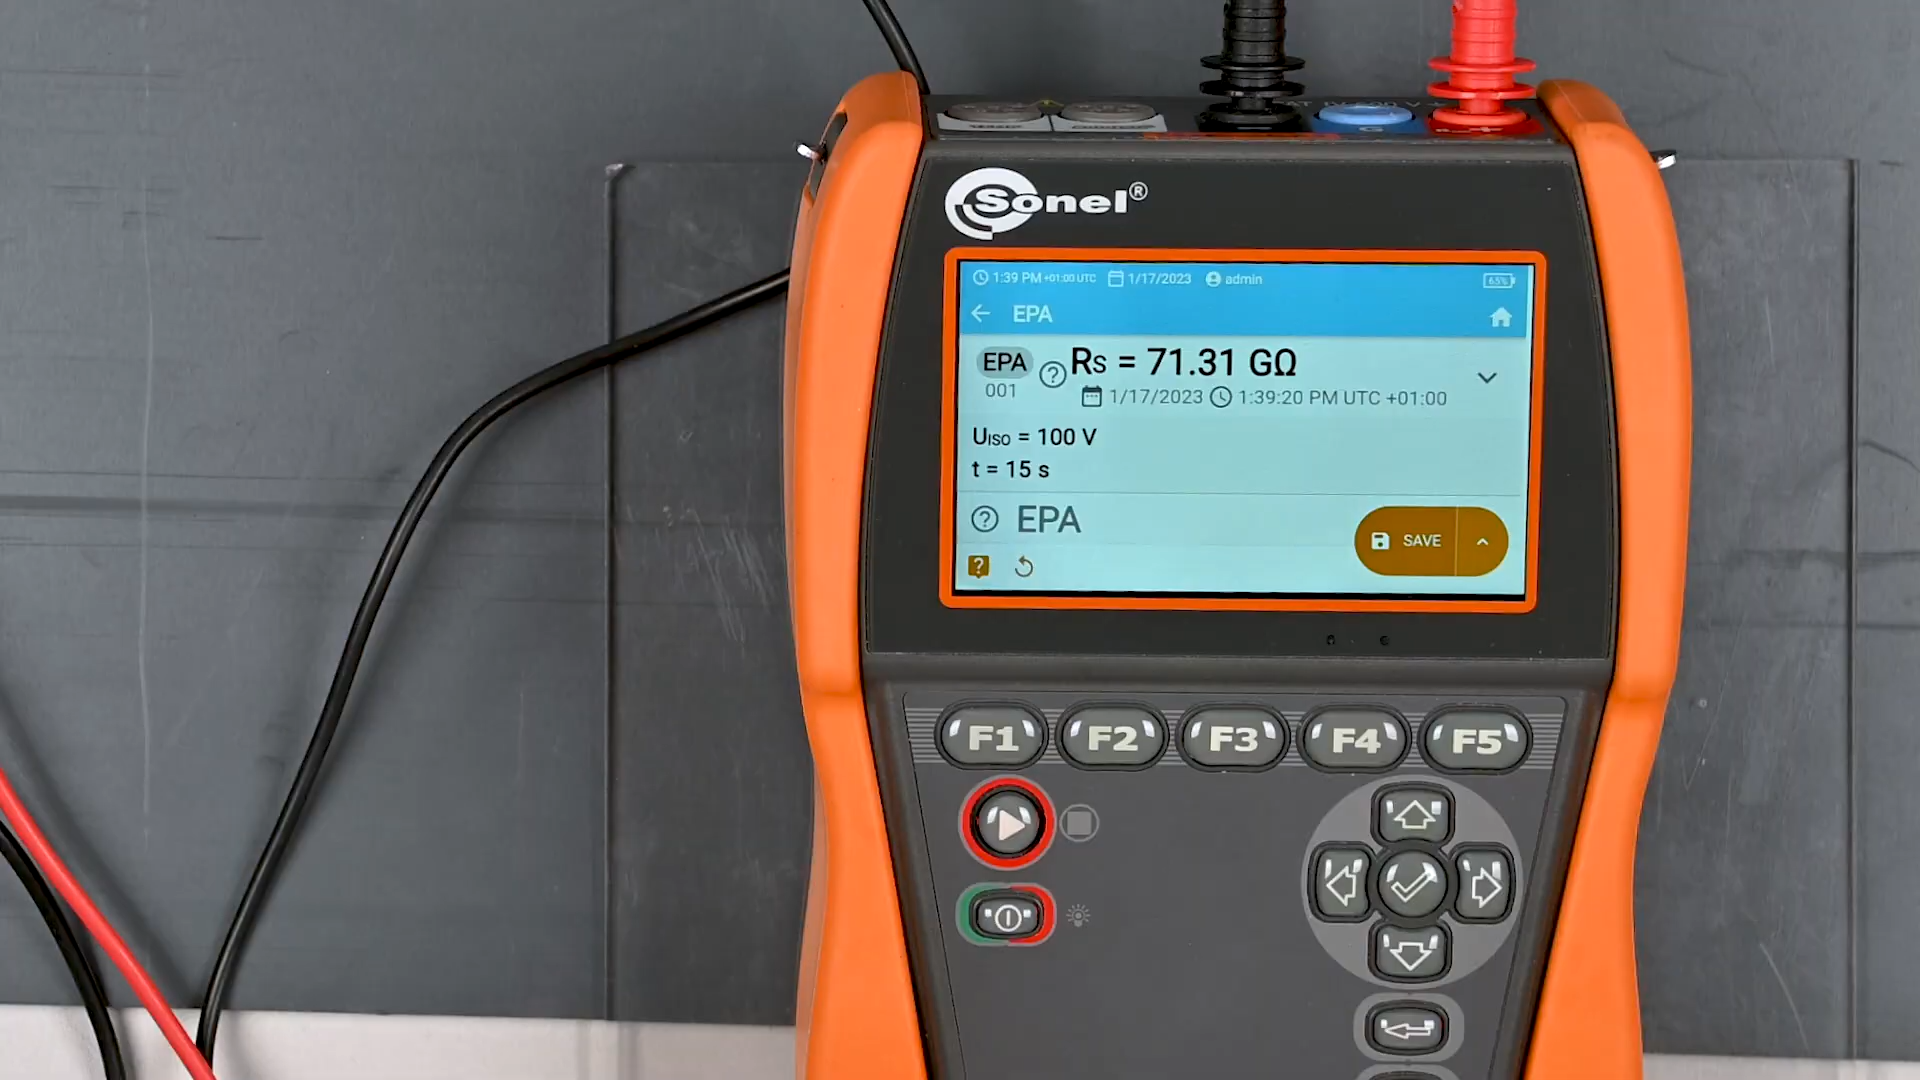 Sonel®
1:39 PM +01:00 UTC 1/17/2023 admin 65%
EPA
EPA Rs = 71.31 GΩ
001 1/17/2023 1:39:20 PM UTC +01:00
UISO = 100 V
t = 15 s
EPA
SAVE
F1 F2 F3 F4 F5